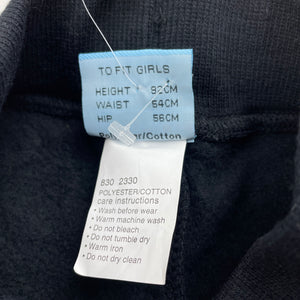 TO FIT GIRLS
HEIGHT 92CM
WAIST 54CM
HIP 56CM
Polyester/Cotton
830 2330
POLYESTER/COTTON
care instructions
• Wash before wear
• Warm machine wash
• Do not bleach
• Do not tumble dry
• Warm iron
• Do not dry clean